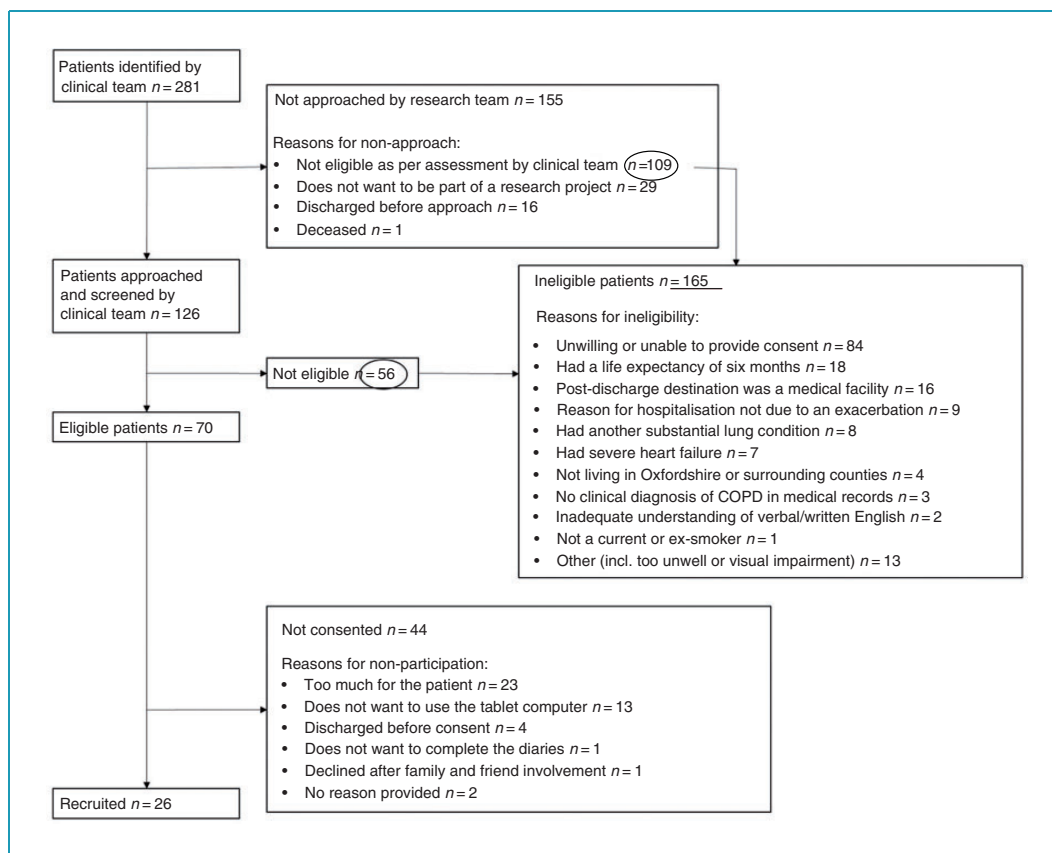 Patients identified by
clinical team n = 281
Not approached by research team n = 155
Reasons for non-approach:
• Not eligible as per assessment by clinical team n=109
• Does not want to be part of a research project n = 29
• Discharged before approach n = 16
• Deceased n = 1
Patients approached
and screened by
clinical team n = 126
Ineligible patients n = 165
Reasons for ineligibility:
• Unwilling or unable to provide consent n = 84
• Had a life expectancy of six months n = 18
• Post-discharge destination was a medical facility n = 16
• Reason for hospitalisation not due to an exacerbation n = 9
• Had another substantial lung condition n = 8
• Had severe heart failure n = 7
• Not living in Oxfordshire or surrounding counties n = 4
• No clinical diagnosis of COPD in medical records n = 3
• Inadequate understanding of verbal/written English n = 2
• Not a current or ex-smoker n = 1
• Other (incl. too unwell or visual impairment) n = 13
Not eligible n = 56
Eligible patients n = 70
Not consented n = 44
Reasons for non-participation:
• Too much for the patient n = 23
• Does not want to use the tablet computer n = 13
• Discharged before consent n = 4
• Does not want to complete the diaries n = 1
• Declined after family and friend involvement n = 1
• No reason provided n = 2
Recruited n = 26